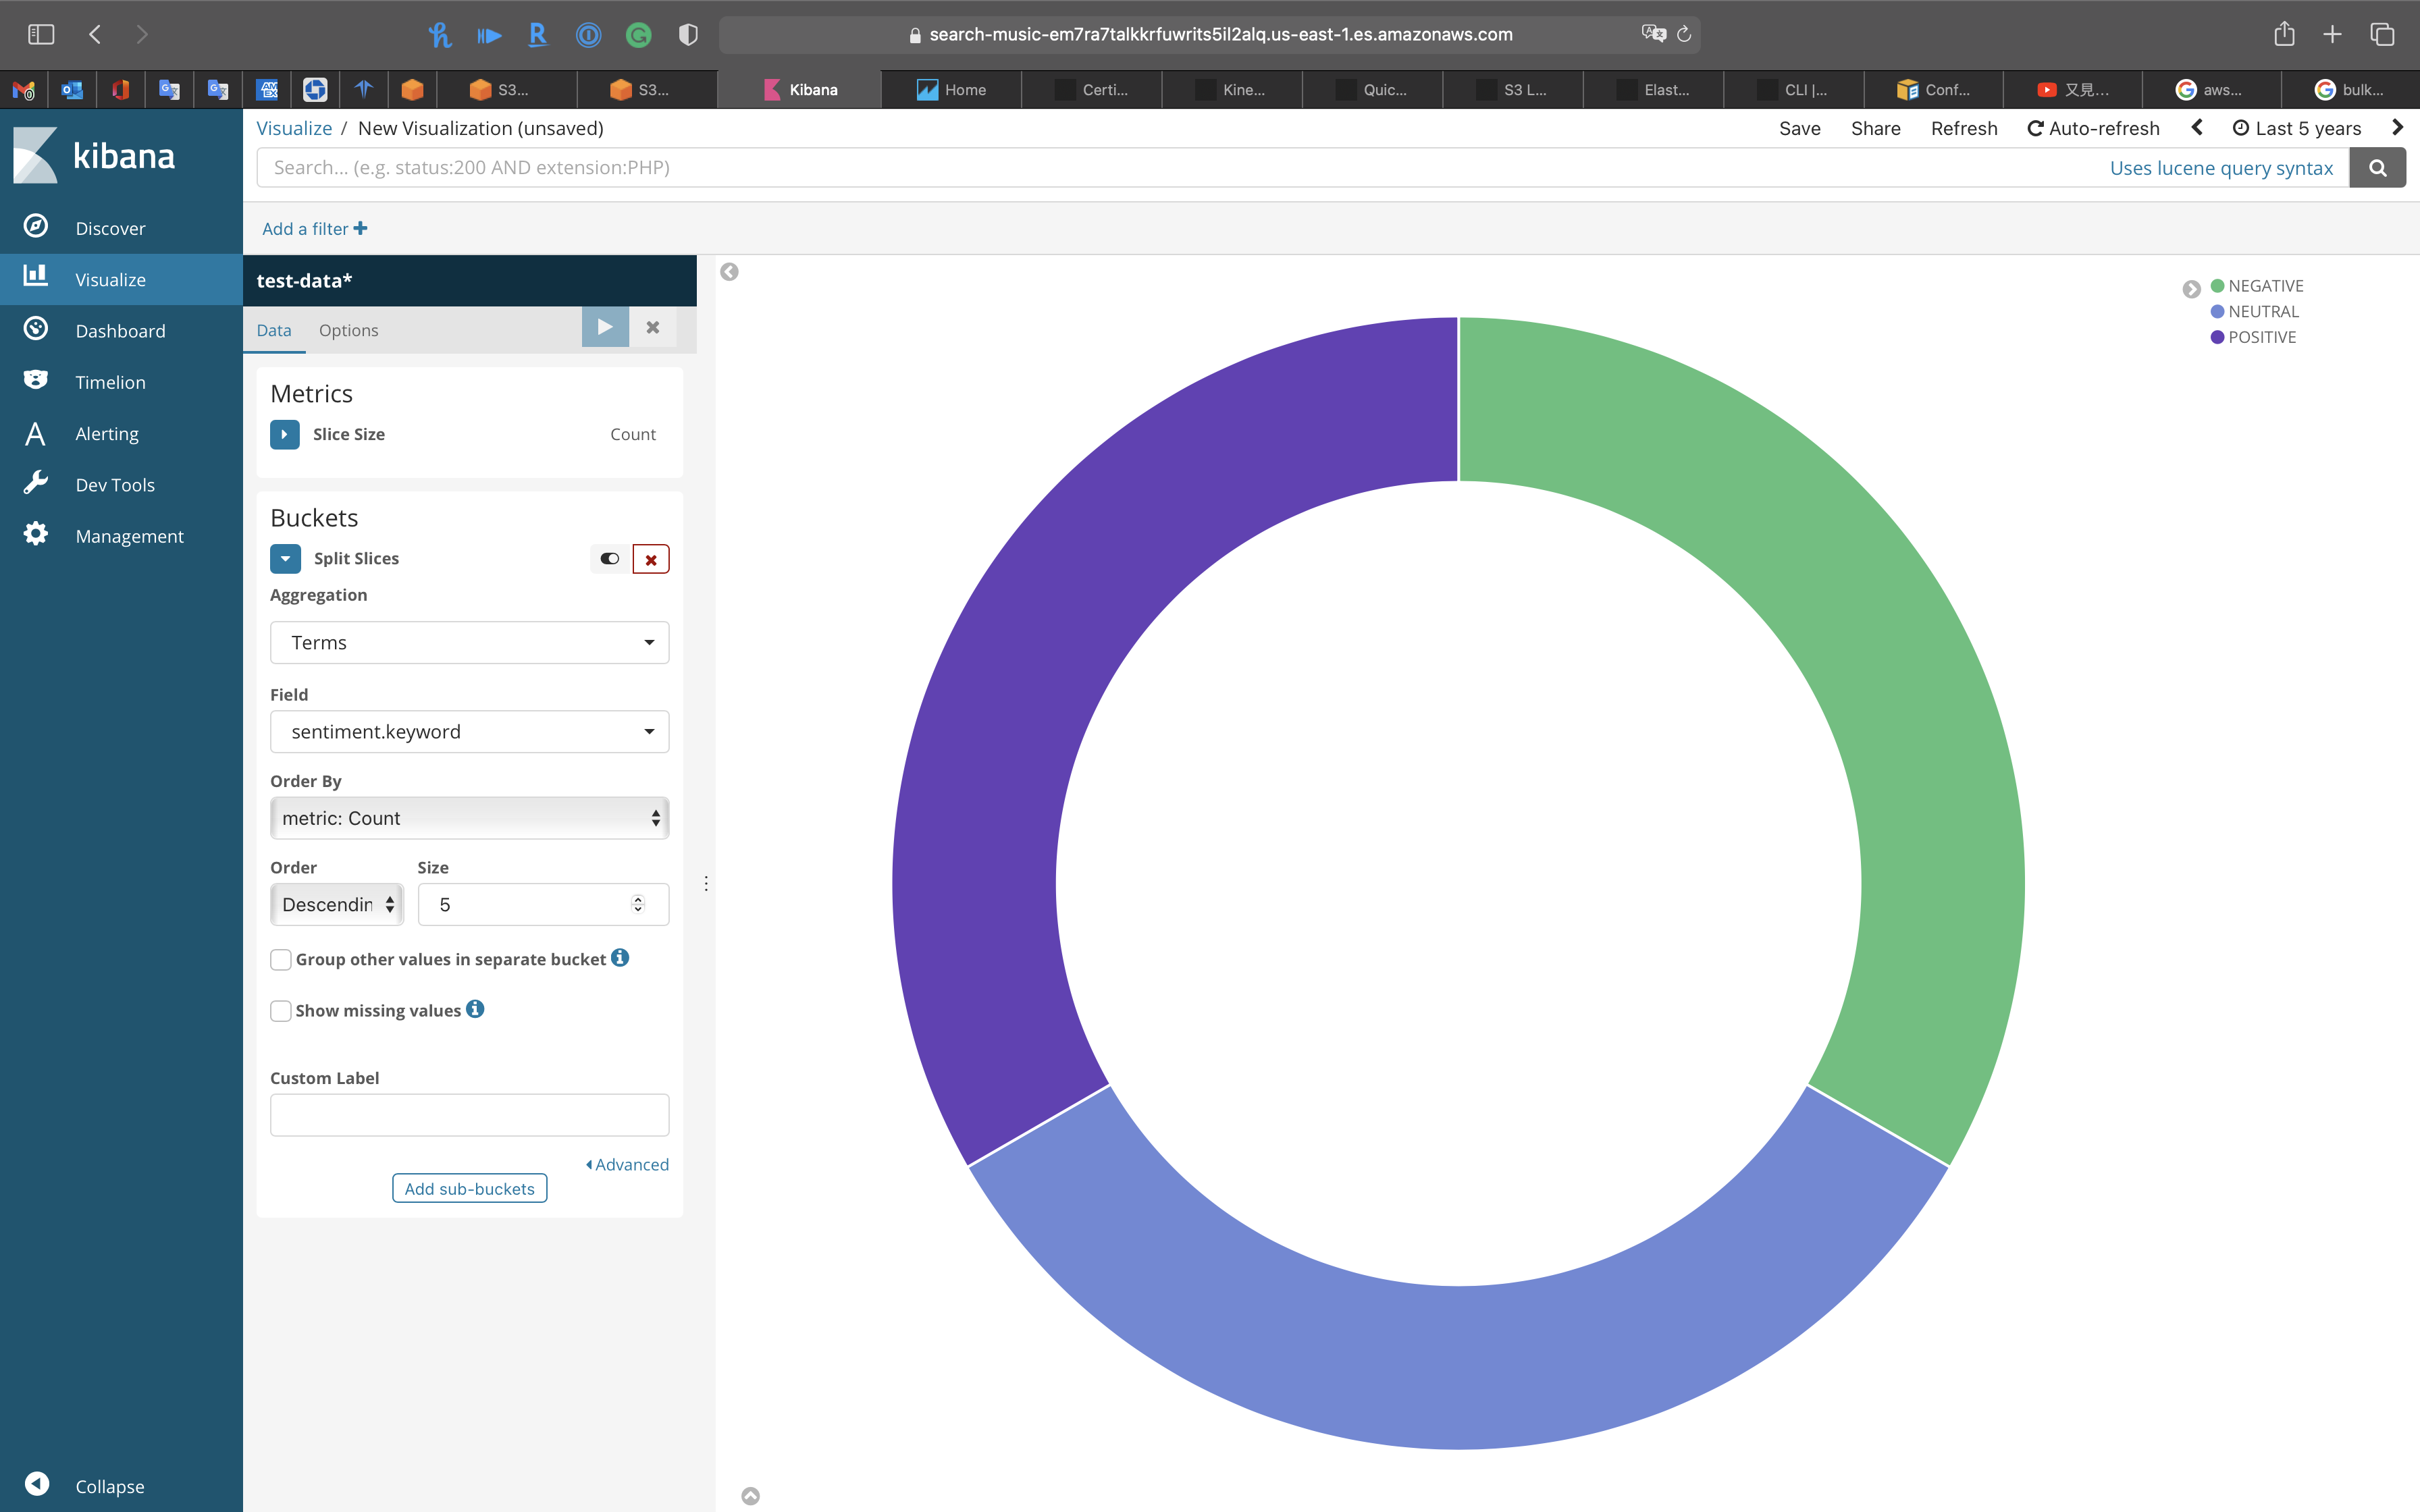 search-music-em7ra7talkkrfuwrits5il2alq.us-east-1.es.amazonaws.com
S3... S3... Kibana Home Certi... Kine... Quic... S3 L... Elast... CLI |... Conf... 又見... aws... bulk...
kibana
Visualize / New Visualization (unsaved)
Save Share Refresh Auto-refresh Last 5 years
Search... (e.g. status:200 AND extension:PHP)
Uses lucene query syntax
Add a filter
Discover
Visualize
Dashboard
Timelion
Alerting
Dev Tools
Management
Collapse
test-data*
Data Options
Metrics
Slice Size Count
Buckets
Split Slices
Aggregation
Terms
Field
sentiment.keyword
Order By
metric: Count
Order Size
Descendin 5
Group other values in separate bucket
Show missing values
Custom Label
Advanced
Add sub-buckets
NEGATIVE
NEUTRAL
POSITIVE